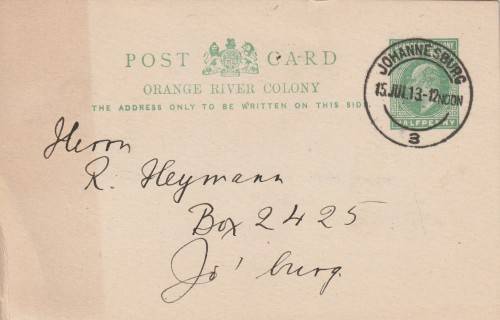 POST CARD
ORANGE RIVER COLONY
THE ADDRESS ONLY TO BE WRITTEN ON THIS SIDE
JOHANNESBURG
15.JUL.13-12NOON
3
HALFPENNY
Herrn
R. Heymann
Box 2425
Jo'burg.